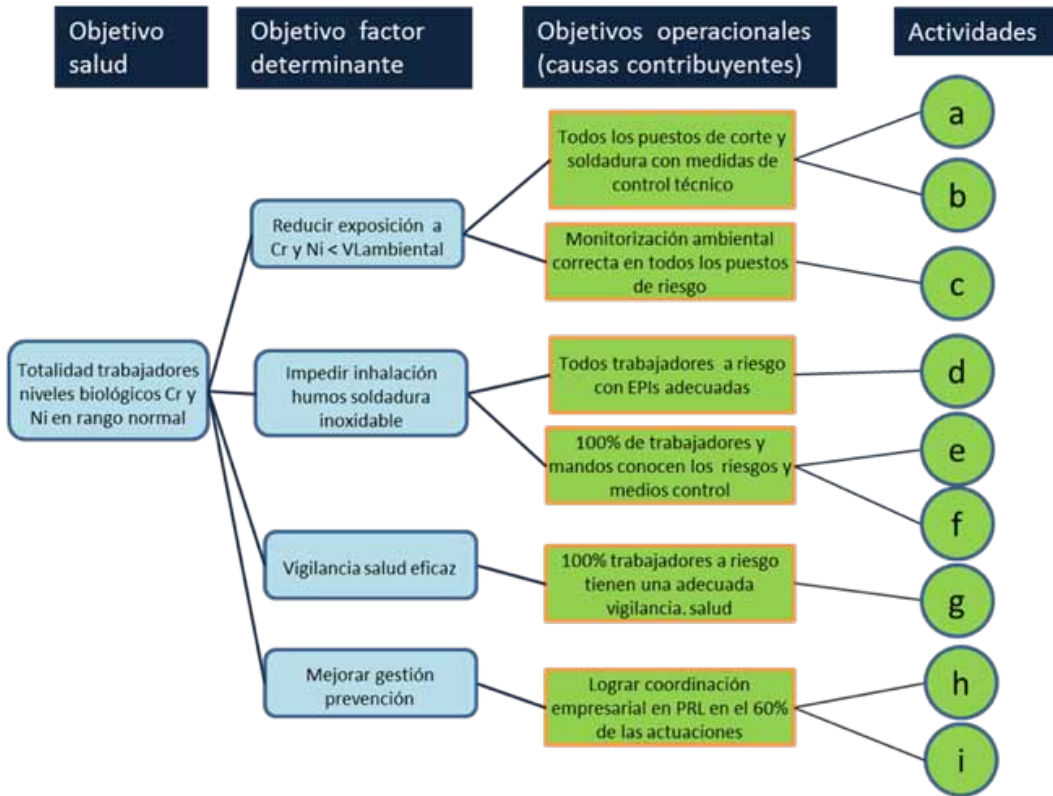 Objetivo
salud
Objetivo factor
determinante
Objetivos operacionales
(causas contribuyentes)
Actividades
Totalidad trabajadores
niveles biológicos Cr y
Ni en rango normal
Reducir exposición a
Cr y Ni < VLambiental
Impedir inhalación
humos soldadura
inoxidable
Vigilancia salud eficaz
Mejorar gestión
prevención
Todos los puestos de corte y
soldadura con medidas de
control técnico
Monitorización ambiental
correcta en todos los puestos
de riesgo
Todos trabajadores a riesgo
con EPIs adecuadas
100% de trabajadores y
mandos conocen los riesgos y
medios control
100% trabajadores a riesgo
tienen una adecuada
vigilancia. salud
Lograr coordinación
empresarial en PRL en el 60%
de las actuaciones
a
b
c
d
e
f
g
h
i